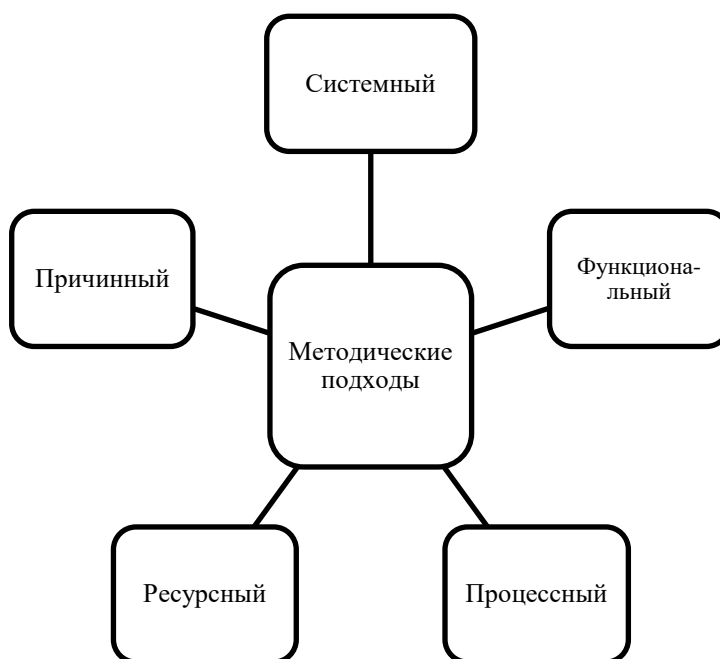 Системный
Причинный
Функциона-
льный
Методические
подходы
Ресурсный
Процессный